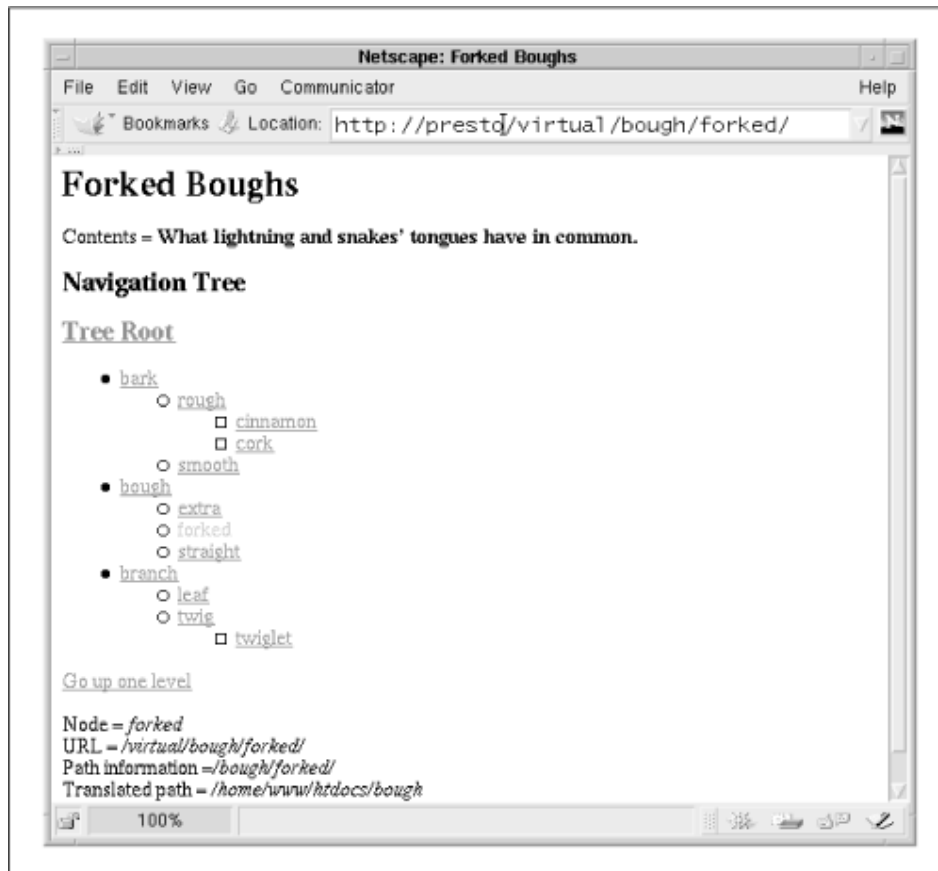 Netscape: Forked Boughs
File Edit View Go Communicator Help
Bookmarks Location: http://presto/virtual/bough/forked/
N
Forked Boughs
Contents = What lightning and snakes' tongues have in common.
Navigation Tree
Tree Root
bark
rough
cinnamon
cork
smooth
bough
extra
forked
straight
branch
leaf
twig
twiglet
Go up one level
Node = forked
URL = /virtual/bough/forked/
Path information =/bough/forked/
Translated path = /home/www/htdocs/bough
100%